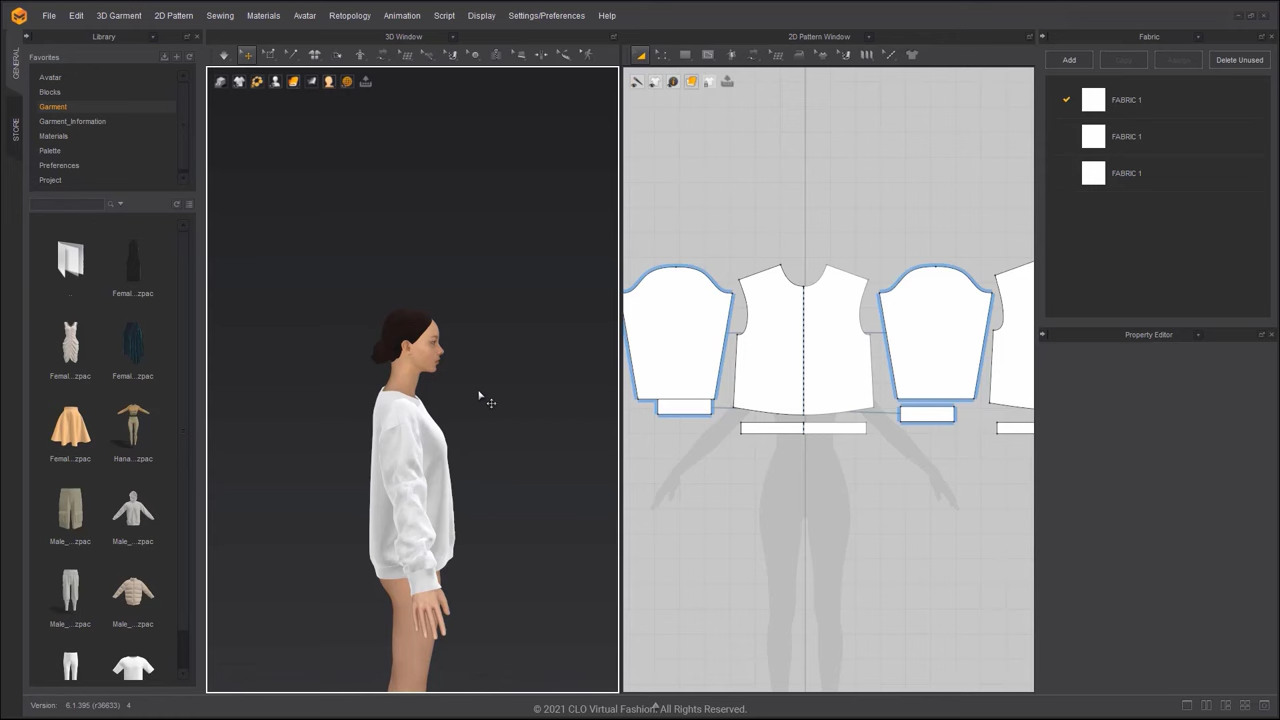 File Edit 3D Garment 2D Pattern Sewing Materials Avatar Retopology Animation Script Display Settings/Preferences Help
GENERAL
STORE
Library
3D Window
2D Pattern Window
Fabric
Favorites
Avatar
Blocks
Garment
Garment_Information
Materials
Palette
Preferences
Project
..
Femal...zpac
Femal...zpac
Femal...zpac
Femal...zpac
Hana...zpac
Male_...zpac
Male_...zpac
Male_...zpac
Male_...zpac
Add
Delete Unused
FABRIC 1
FABRIC 1
FABRIC 1
Property Editor
Version: 6.1.395 (r36633) 4
© 2021 CLO Virtual Fashion. All Rights Reserved.